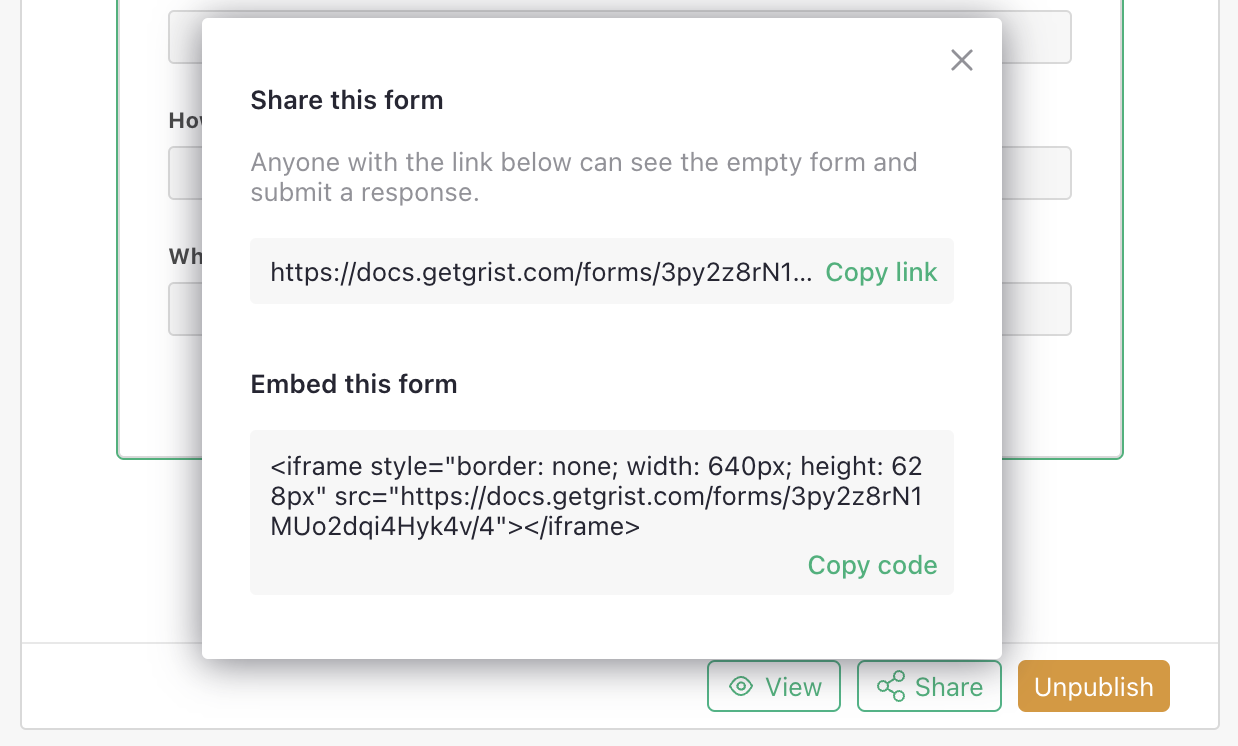 Share this form
Anyone with the link below can see the empty form and
submit a response.
https://docs.getgrist.com/forms/3py2z8rN1... Copy link
Embed this form
<iframe style="border: none; width: 640px; height: 62
8px" src="https://docs.getgrist.com/forms/3py2z8rN1
MUo2dqi4Hyk4v/4"></iframe>
Copy code
View Share Unpublish